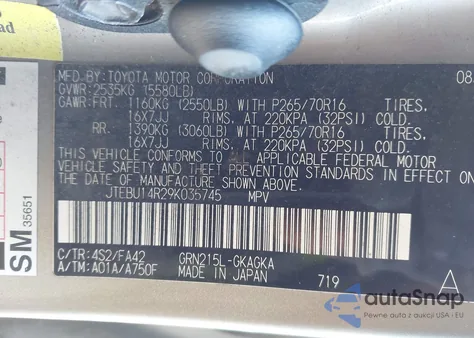 ad
MFD.BY:TOYOTA MOTOR CORPORATION 08
GVWR:2535KG (5580LB)
GAWR:FRT. 1160KG (2550LB) WITH P265/70R16 TIRES.
16X7JJ RIMS. AT 220KPA (32PSI) COLD.
RR. 1390KG (3060LB) WITH P265/70R16 TIRES.
16X7JJ RIMS. AT 220KPA (32PSI) COLD.
THIS VEHICLE CONFORMS TO ALL APPLICABLE FEDERAL MOTOR
VEHICLE SAFETY AND THEFT PREVENTION STANDARDS IN EFFECT
ON THE DATE OF MANUFACTURE SHOWN ABOVE.
JTEBU14R29K035745 MPV
C/TR:4S2/FA42 GRN215L-GKAGKA
A/TM:A01A/A750F MADE IN JAPAN 719
SM 35651
autoSnap
Pewne auto z USA - EU